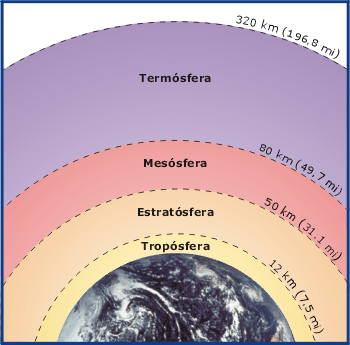 320 km (196.8 mi)
Termósfera
80 km (49.7 mi)
Mesósfera
50 km (31.1 mi)
Estratósfera
12 km (7.5 mi)
Tropósfera